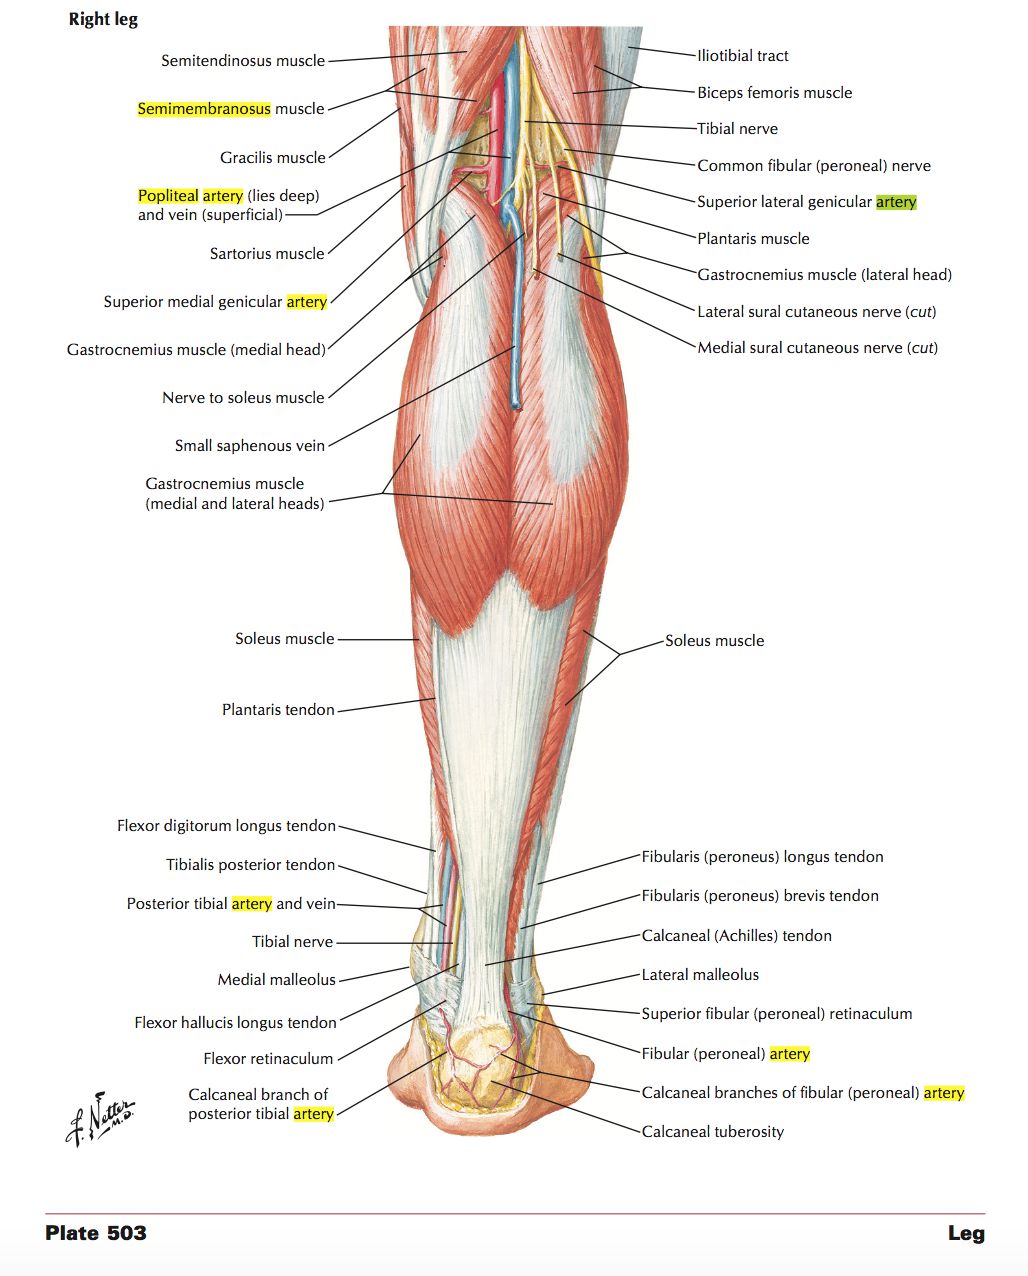 Right leg
Semitendinosus muscle
Semimembranosus muscle
Gracilis muscle
Popliteal artery (lies deep)
and vein (superficial)
Sartorius muscle
Superior medial genicular artery
Gastrocnemius muscle (medial head)
Nerve to soleus muscle
Small saphenous vein
Gastrocnemius muscle
(medial and lateral heads)
Soleus muscle
Plantaris tendon
Flexor digitorum longus tendon
Tibialis posterior tendon
Posterior tibial artery and vein
Tibial nerve
Medial malleolus
Flexor hallucis longus tendon
Flexor retinaculum
Calcaneal branch of
posterior tibial artery
Iliotibial tract
Biceps femoris muscle
Tibial nerve
Common fibular (peroneal) nerve
Superior lateral genicular artery
Plantaris muscle
Gastrocnemius muscle (lateral head)
Lateral sural cutaneous nerve (cut)
Medial sural cutaneous nerve (cut)
Soleus muscle
Fibularis (peroneus) longus tendon
Fibularis (peroneus) brevis tendon
Calcaneal (Achilles) tendon
Lateral malleolus
Superior fibular (peroneal) retinaculum
Fibular (peroneal) artery
Calcaneal branches of fibular (peroneal) artery
Calcaneal tuberosity
F. Netter
M.D.
Plate 503
Leg